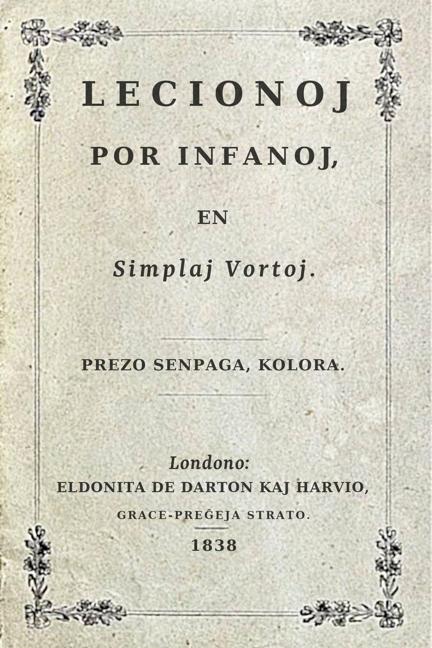 LECIONOJ
POR INFANOJ,
EN
Simplaj Vortoj.
PREZO SENPAGA, KOLORA.
Londono:
ELDONITA DE DARTON KAJ HARVIO,
GRACE-PREĜEJA STRATO.
1838